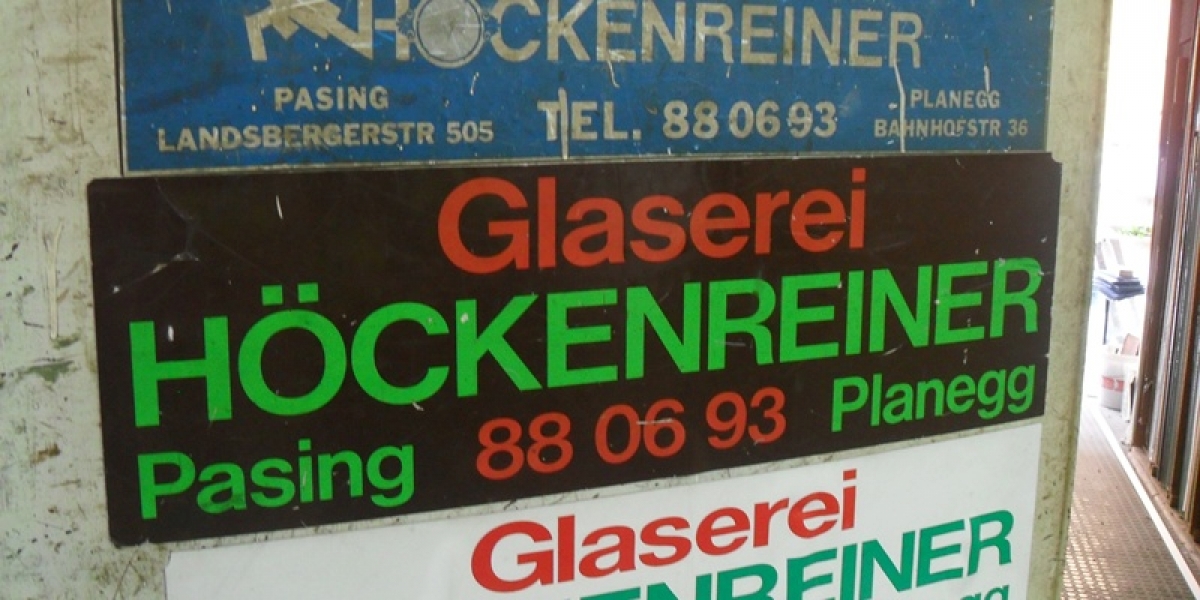 HÖCKENREINER
PASING
LANDSBERGERSTR 505
TEL. 88 06 93
PLANEGG
BAHNHOFSTR 36
Glaserei
HÖCKENREINER
Pasing 88 06 93 Planegg
Glaserei